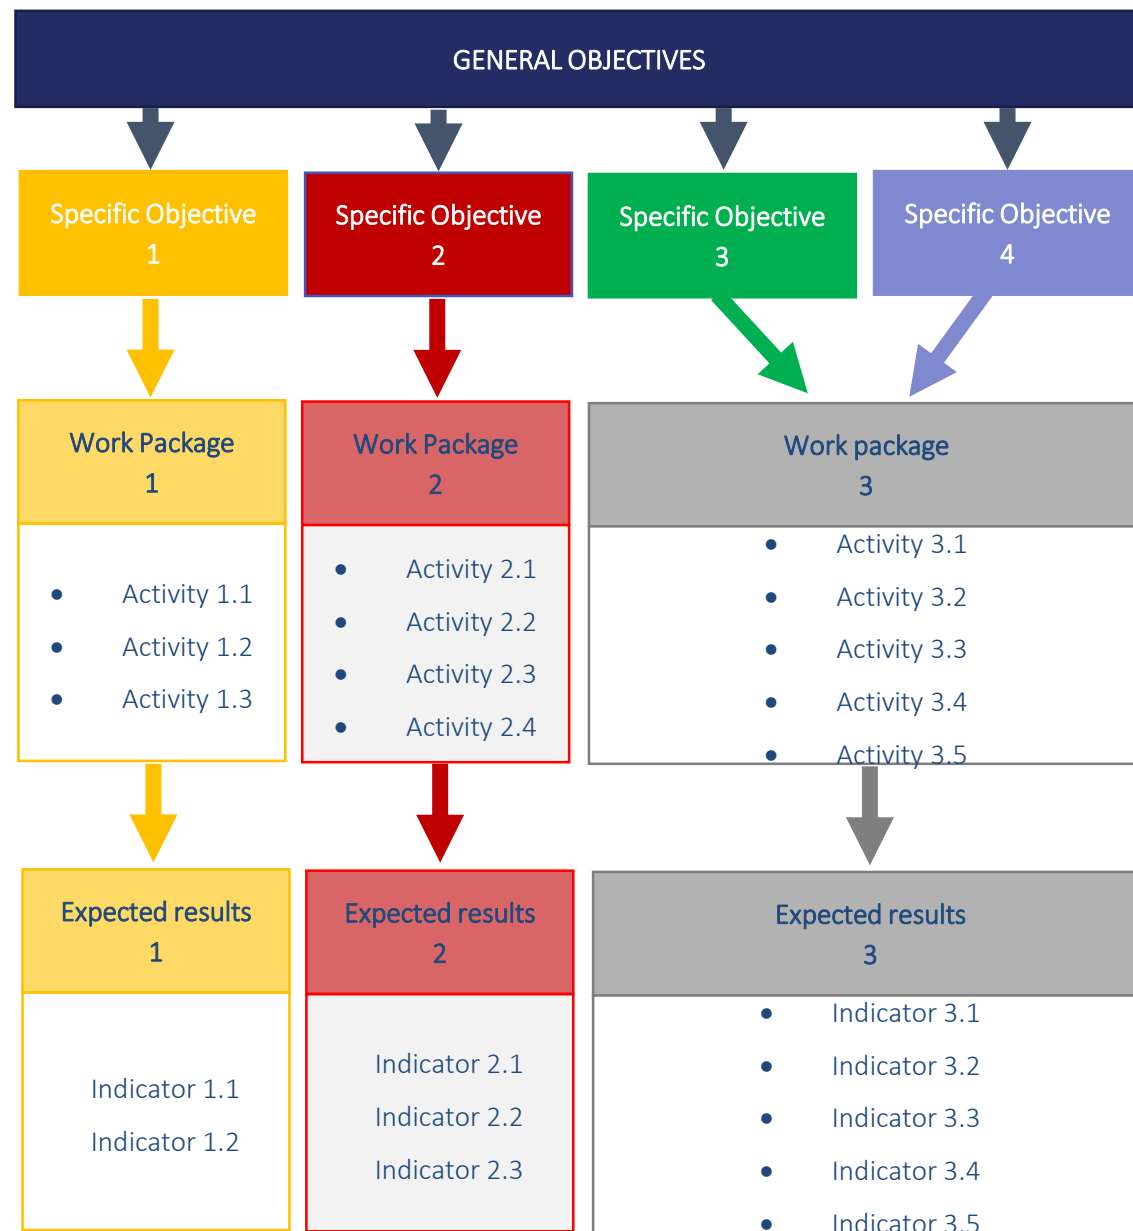 GENERAL OBJECTIVES
Specific Objective
1
Specific Objective
2
Specific Objective
3
Specific Objective
4
Work Package
1
Work Package
2
Work package
3
• Activity 1.1
• Activity 1.2
• Activity 1.3
• Activity 2.1
• Activity 2.2
• Activity 2.3
• Activity 2.4
• Activity 3.1
• Activity 3.2
• Activity 3.3
• Activity 3.4
• Activity 3.5
Expected results
1
Expected results
2
Expected results
3
Indicator 1.1
Indicator 1.2
Indicator 2.1
Indicator 2.2
Indicator 2.3
• Indicator 3.1
• Indicator 3.2
• Indicator 3.3
• Indicator 3.4
• Indicator 3.5